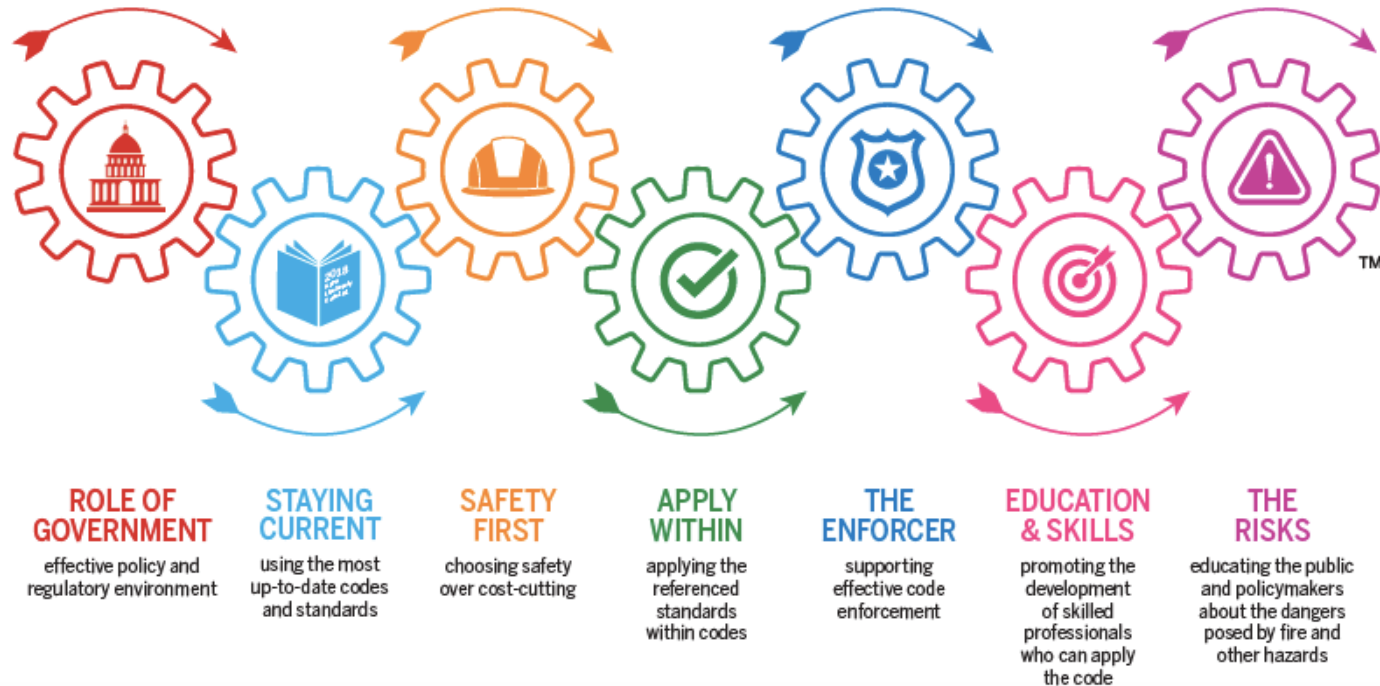 2018
TM
ROLE OF
GOVERNMENT
effective policy and
regulatory environment
STAYING
CURRENT
using the most
up-to-date codes
and standards
SAFETY
FIRST
choosing safety
over cost-cutting
APPLY
WITHIN
applying the
referenced
standards
within codes
THE
ENFORCER
supporting
effective code
enforcement
EDUCATION
& SKILLS
promoting the
development
of skilled
professionals
who can apply
the code
THE
RISKS
educating the public
and policymakers
about the dangers
posed by fire and
other hazards